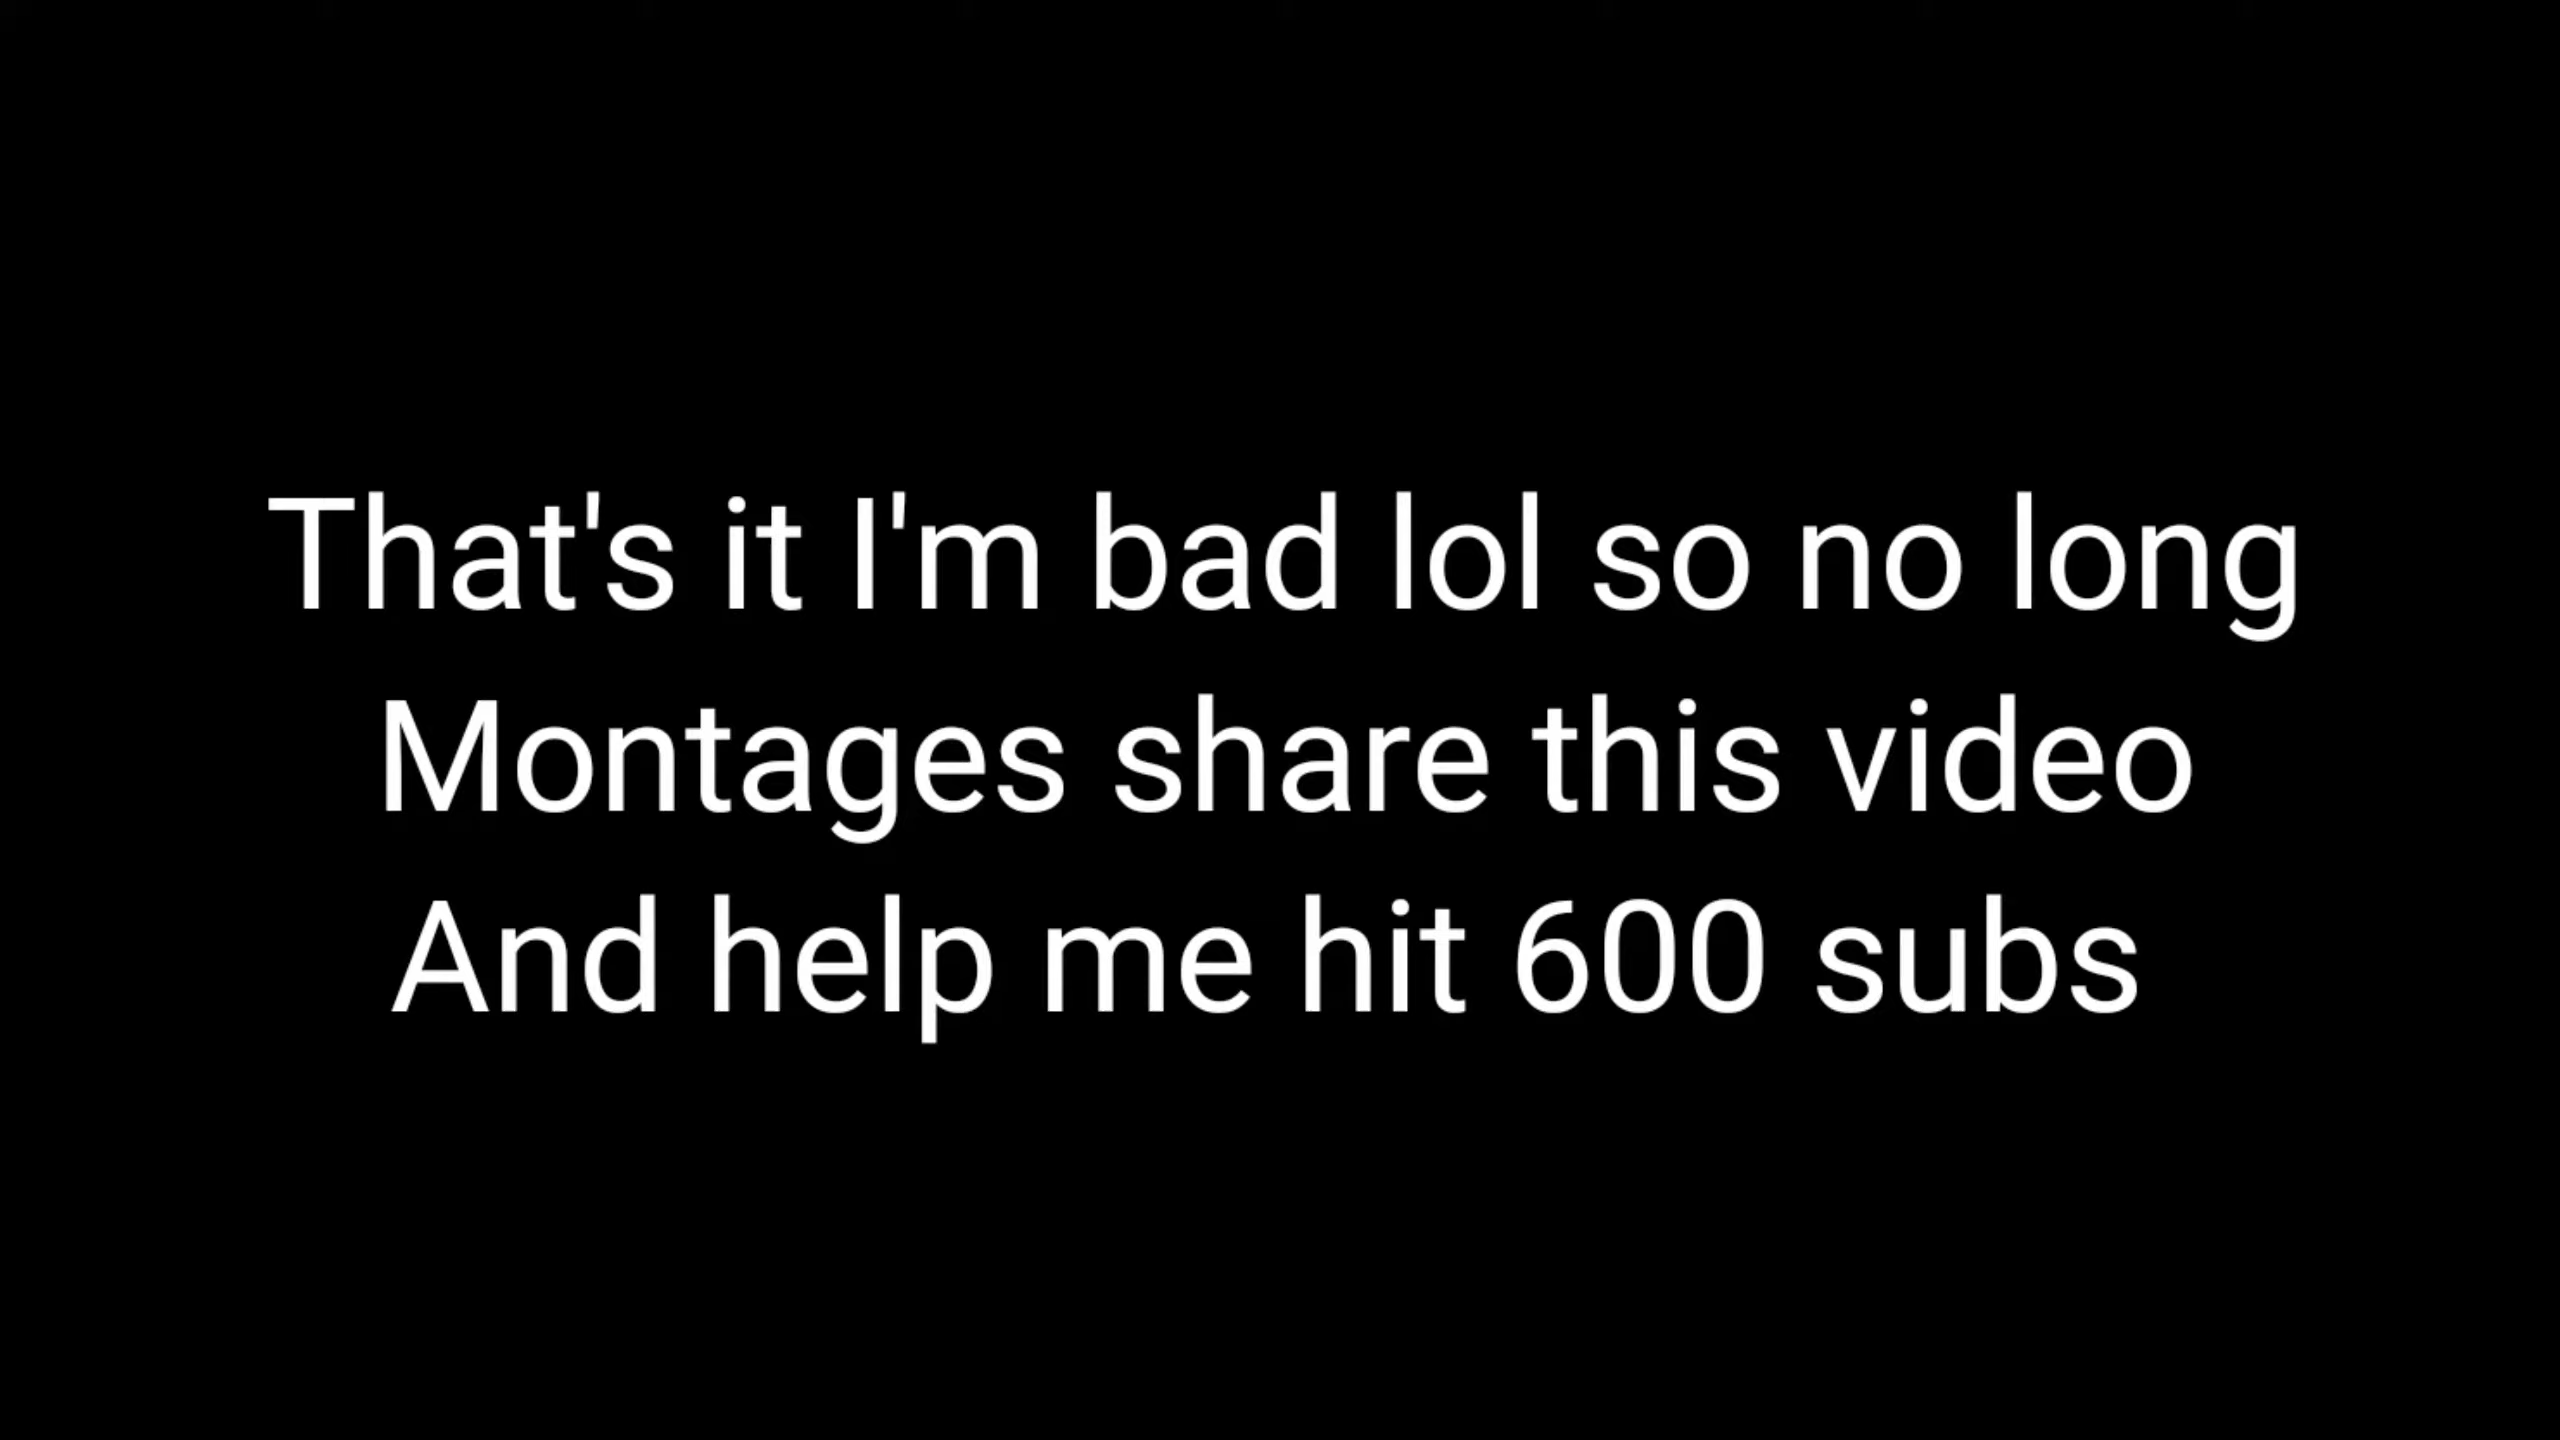 That's it I'm bad lol so no long
Montages share this video
And help me hit 600 subs